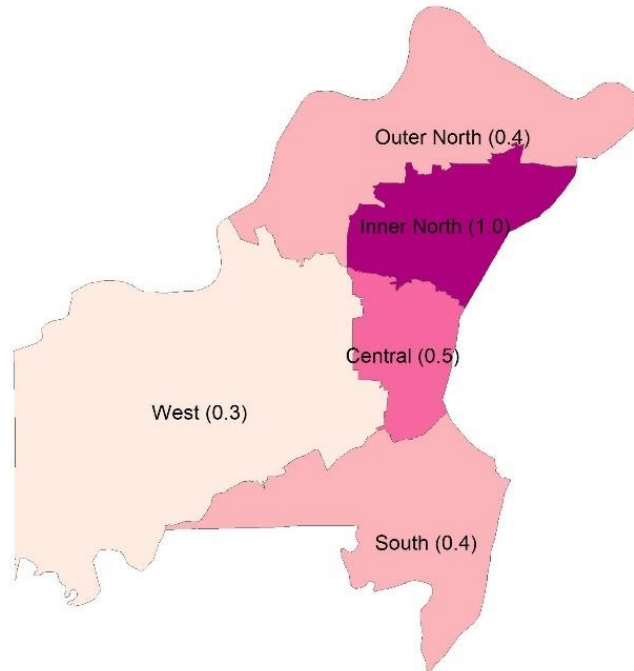 Outer North (0.4)
Inner North (1.0)
Central (0.5)
West (0.3)
South (0.4)